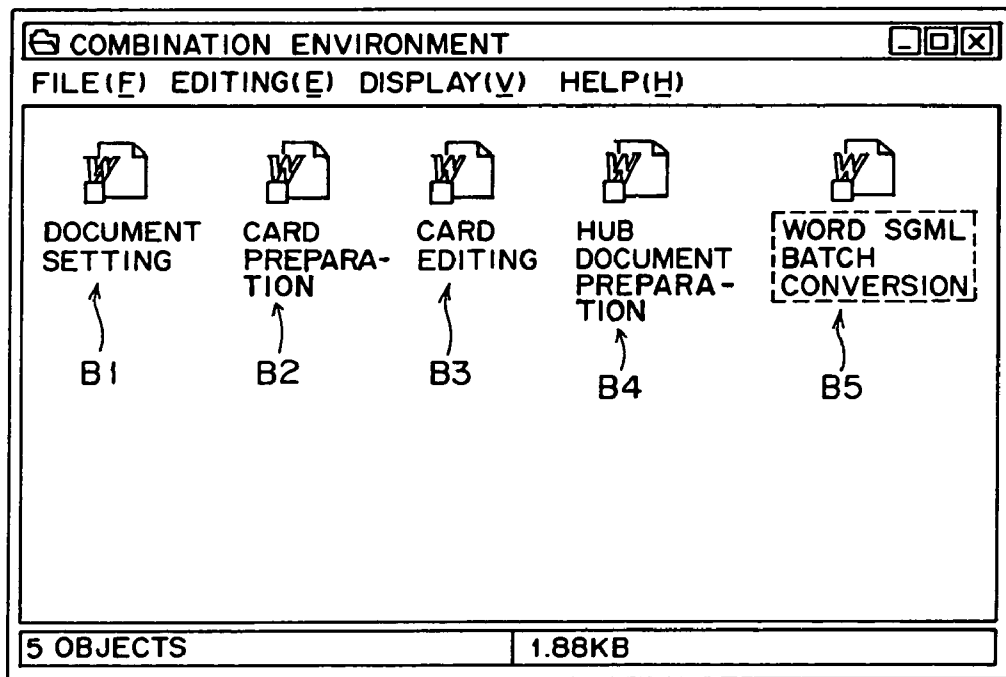 COMBINATION ENVIRONMENT
FILE(F) EDITING(E) DISPLAY(V) HELP(H)
W
W
W
W
W
DOCUMENT
SETTING
CARD
PREPARA-
TION
CARD
EDITING
HUB
DOCUMENT
PREPARA-
TION
WORD SGML
BATCH
CONVERSION
B1
B2
B3
B4
B5
5 OBJECTS
1.88KB